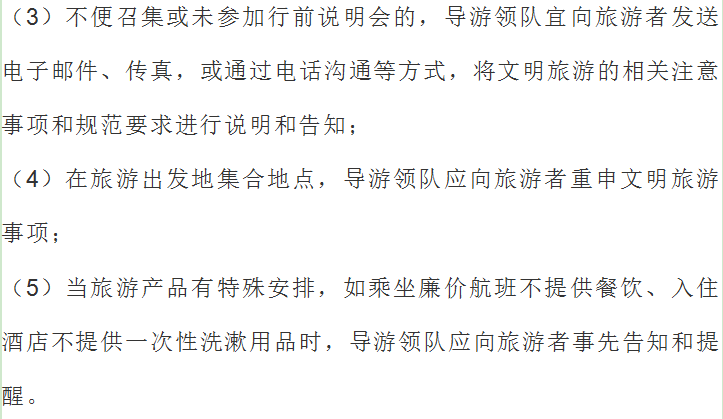 （3）不便召集或未参加行前说明会的，导游领队宜向旅游者发送
电子邮件、传真，或通过电话沟通等方式，将文明旅游的相关注意
事项和规范要求进行说明和告知；
（4）在旅游出发地集合地点，导游领队应向旅游者重申文明旅游
事项；
（5）当旅游产品有特殊安排，如乘坐廉价航班不提供餐饮、入住
酒店不提供一次性洗漱用品时，导游领队应向旅游者事先告知和提
醒。